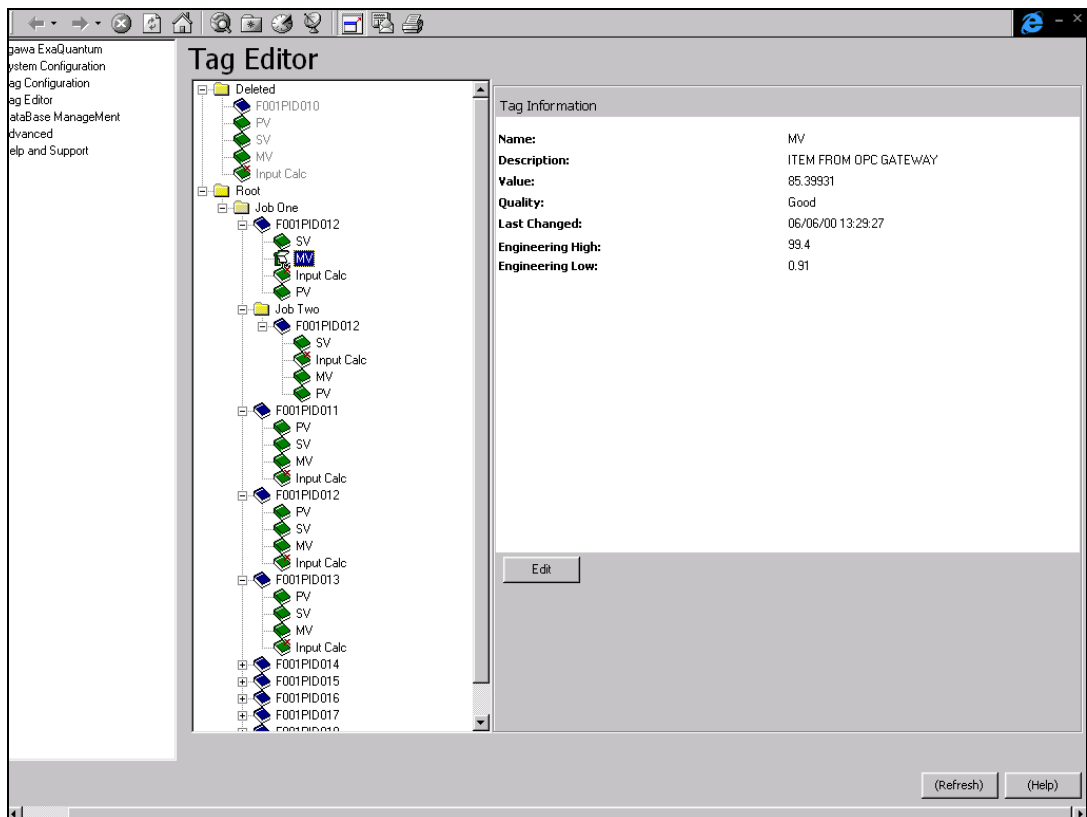 gawa ExaQuantum
ystem Configuration
ag Configuration
ag Editor
ataBase ManageMent
dvanced
elp and Support
Tag Editor
Deleted
F001PID010
PV
SV
MV
Input Calc
Root
Job One
F001PID012
SV
MV
Input Calc
PV
Job Two
F001PID012
SV
Input Calc
MV
PV
F001PID011
PV
SV
MV
Input Calc
F001PID012
PV
SV
MV
Input Calc
F001PID013
PV
SV
MV
Input Calc
F001PID014
F001PID015
F001PID016
F001PID017
Tag Information
Name: MV
Description: ITEM FROM OPC GATEWAY
Value: 85.39931
Quality: Good
Last Changed: 06/06/00 13:29:27
Engineering High: 99.4
Engineering Low: 0.91
Edit
(Refresh) (Help)